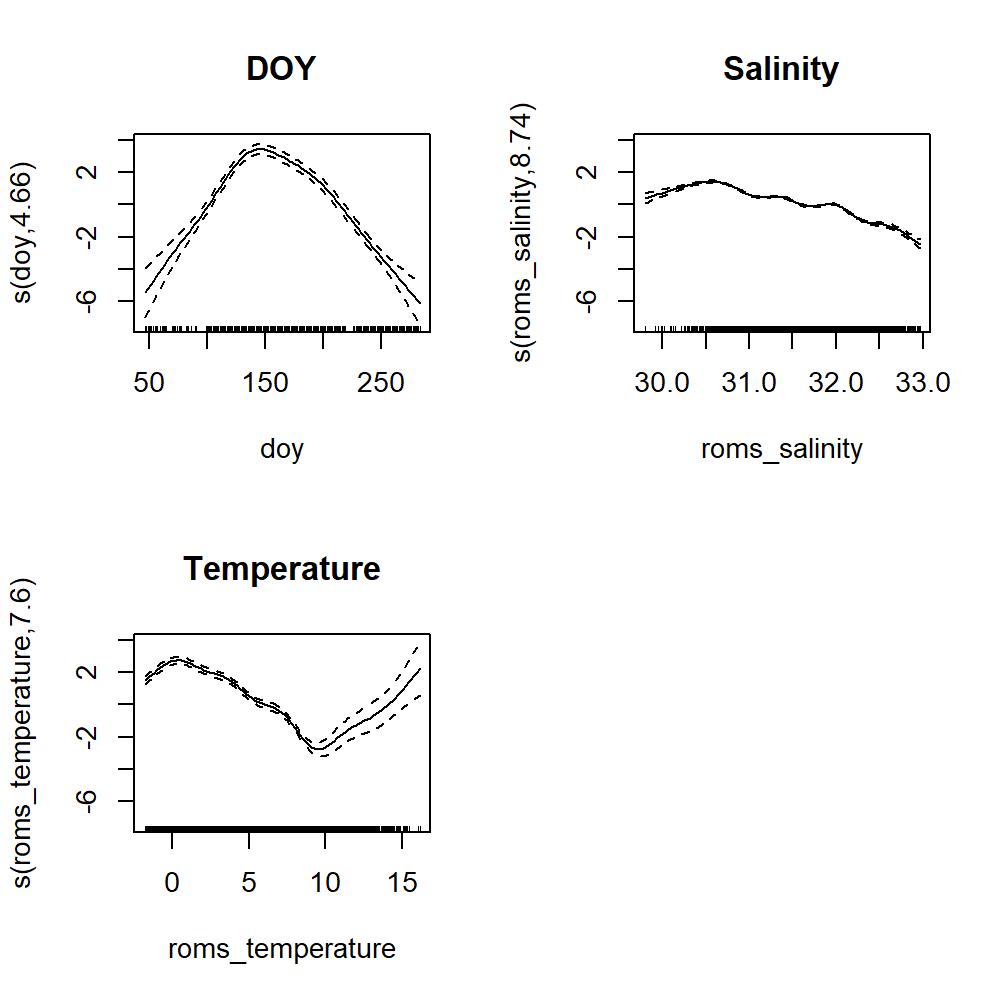 DOY
s(doy,4.66)
2
-2
-6
50 150 250
doy
Salinity
s(roms_salinity,8.74)
2
-2
-6
30.0 31.0 32.0 33.0
roms_salinity
Temperature
s(roms_temperature,7.6)
2
-2
-6
0 5 10 15
roms_temperature